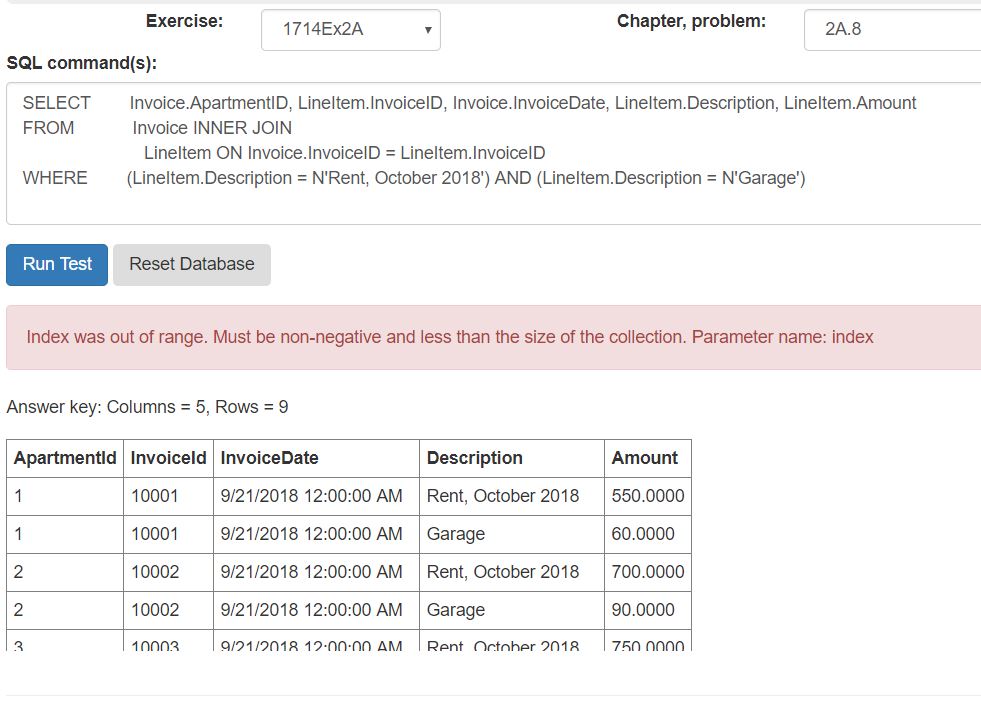 Exercise: 1714Ex2A Chapter, problem: 2A.8
SQL command(s):
SELECT Invoice.ApartmentID, LineItem.InvoiceID, Invoice.InvoiceDate, LineItem.Description, LineItem.Amount
FROM Invoice INNER JOIN
LineItem ON Invoice.InvoiceID = LineItem.InvoiceID
WHERE (LineItem.Description = N'Rent, October 2018') AND (LineItem.Description = N'Garage')
Run Test Reset Database
Index was out of range. Must be non-negative and less than the size of the collection. Parameter name: index
Answer key: Columns = 5, Rows = 9
ApartmentId InvoiceId InvoiceDate Description Amount
1 10001 9/21/2018 12:00:00 AM Rent, October 2018 550.0000
1 10001 9/21/2018 12:00:00 AM Garage 60.0000
2 10002 9/21/2018 12:00:00 AM Rent, October 2018 700.0000
2 10002 9/21/2018 12:00:00 AM Garage 90.0000
3 10003 9/21/2018 12:00:00 AM Rent, October 2018 750.0000